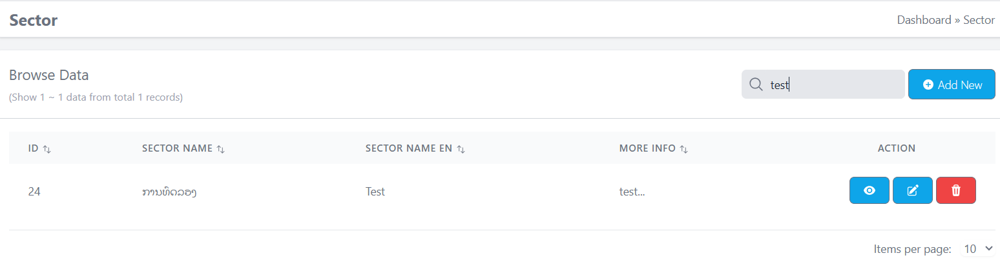 Sector
Dashboard » Sector
Browse Data
(Show 1 ~ 1 data from total 1 records)
test
Add New
ID SECTOR NAME SECTOR NAME EN MORE INFO ACTION
24 ການທົດລອງ Test test...
Items per page: 10